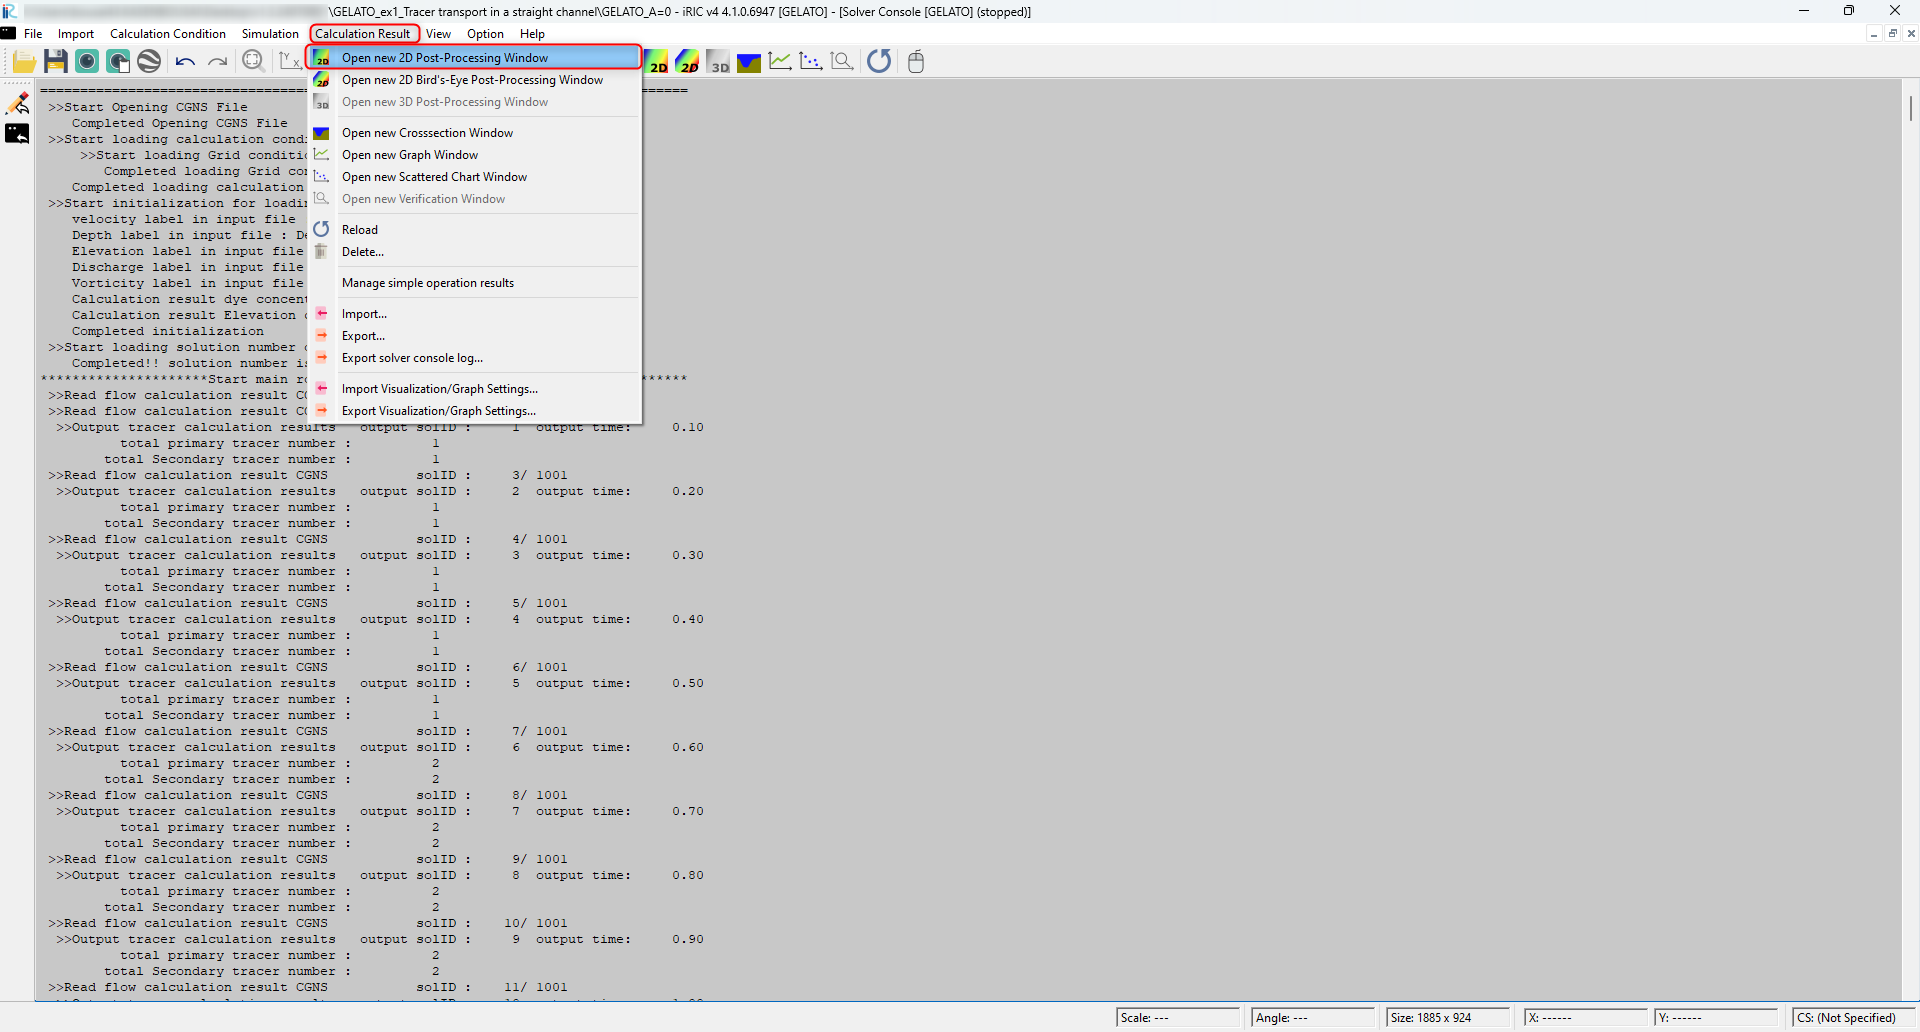 \GELATO_ex1_Tracer transport in a straight channel\GELATO_A=0 - iRIC v4 4.1.0.6947 [GELATO] - [Solver Console [GELATO] (stopped)]
File Import Calculation Condition Simulation Calculation Result View Option Help
2D Open new 2D Post-Processing Window
2D Open new 2D Bird's-Eye Post-Processing Window
3D Open new 3D Post-Processing Window
Open new Crosssection Window
Open new Graph Window
Open new Scattered Chart Window
Open new Verification Window
Reload
Delete...
Manage simple operation results
Import...
Export...
Export solver console log...
Import Visualization/Graph Settings...
Export Visualization/Graph Settings...
2D 2D 3D
>>Start Opening CGNS File
Completed Opening CGNS File
>>Start loading calculation
>>Start loading Grid
Completed loading Grid
Completed loading calculation
>>Start initialization for
velocity label in input file
Depth label in input file :
Elevation label in input file
Discharge label in input file
Vorticity label in input file
Calculation result dye
Calculation result Elevation
Completed initialization
>>Start loading solution number
Completed!! solution number
*********************Start main ******
>>Read flow calculation result
>>Read flow calculation result
>>Output tracer calculation results output solID : 1 output time: 0.10
total primary tracer number : 1
total Secondary tracer number : 1
>>Read flow calculation result CGNS solID : 3/ 1001
>>Output tracer calculation results output solID : 2 output time: 0.20
total primary tracer number : 1
total Secondary tracer number : 1
>>Read flow calculation result CGNS solID : 4/ 1001
>>Output tracer calculation results output solID : 3 output time: 0.30
total primary tracer number : 1
total Secondary tracer number : 1
>>Read flow calculation result CGNS solID : 5/ 1001
>>Output tracer calculation results output solID : 4 output time: 0.40
total primary tracer number : 1
total Secondary tracer number : 1
>>Read flow calculation result CGNS solID : 6/ 1001
>>Output tracer calculation results output solID : 5 output time: 0.50
total primary tracer number : 1
total Secondary tracer number : 1
>>Read flow calculation result CGNS solID : 7/ 1001
>>Output tracer calculation results output solID : 6 output time: 0.60
total primary tracer number : 2
total Secondary tracer number : 2
>>Read flow calculation result CGNS solID : 8/ 1001
>>Output tracer calculation results output solID : 7 output time: 0.70
total primary tracer number : 2
total Secondary tracer number : 2
>>Read flow calculation result CGNS solID : 9/ 1001
>>Output tracer calculation results output solID : 8 output time: 0.80
total primary tracer number : 2
total Secondary tracer number : 2
>>Read flow calculation result CGNS solID : 10/ 1001
>>Output tracer calculation results output solID : 9 output time: 0.90
total primary tracer number : 2
total Secondary tracer number : 2
>>Read flow calculation result CGNS solID : 11/ 1001
Scale: --- Angle: --- Size: 1885 x 924 X: ------ Y: ------ CS: (Not Specified)